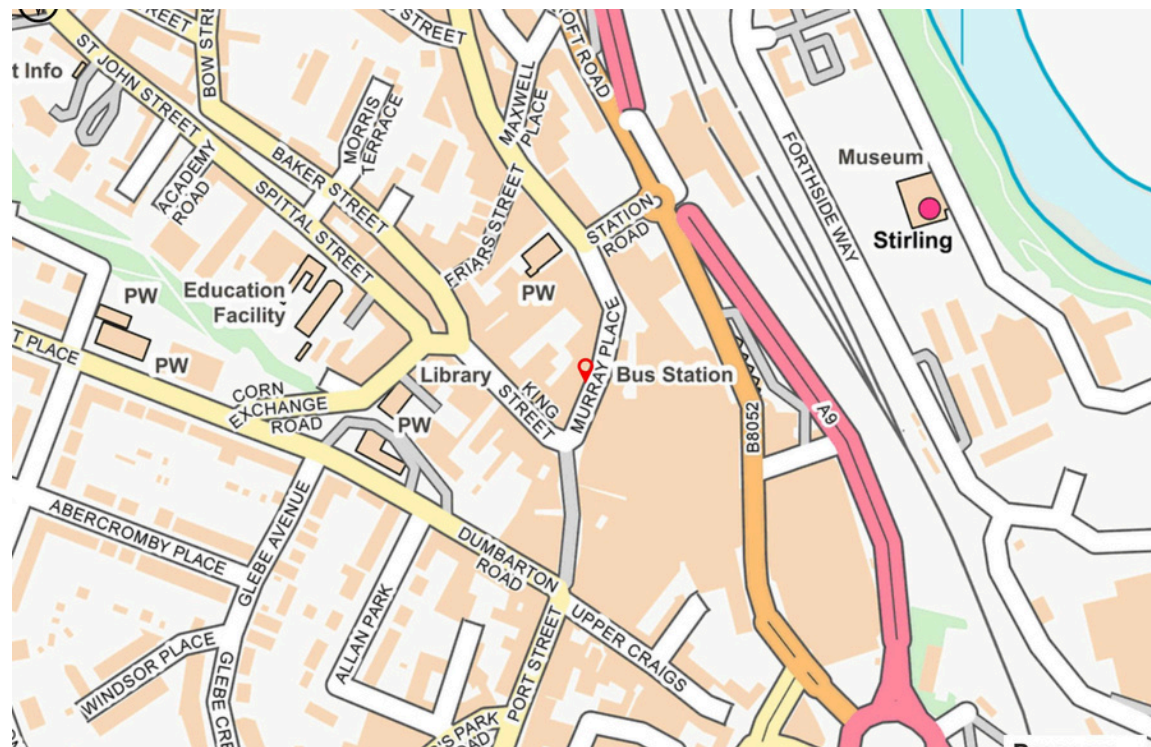 STREET
BOW STRE
D STREET
CROFT ROAD
t Info
ST JOHN STREET
MAXWELL
PLACE
MORRIS
TERRACE
BAKER STREET
ACADEMY
ROAD
SPITTAL STREET
FRIARS STREET
STATION
ROAD
FORTHSIDE WAY
Museum
Stirling
PW
Education
Facility
PW
PW
T PLACE
CORN
EXCHANGE
ROAD
Library
KING
STREET
MURRAY PLACE
Bus Station
PW
B8052
A9
ABERCROMBY PLACE
GLEBE AVENUE
DUMBARTON
ROAD
UPPER CRAIGS
ALLAN PARK
WINDSOR PLACE
GLEBE CRE
PORT STREET
IS PARK
ROAD